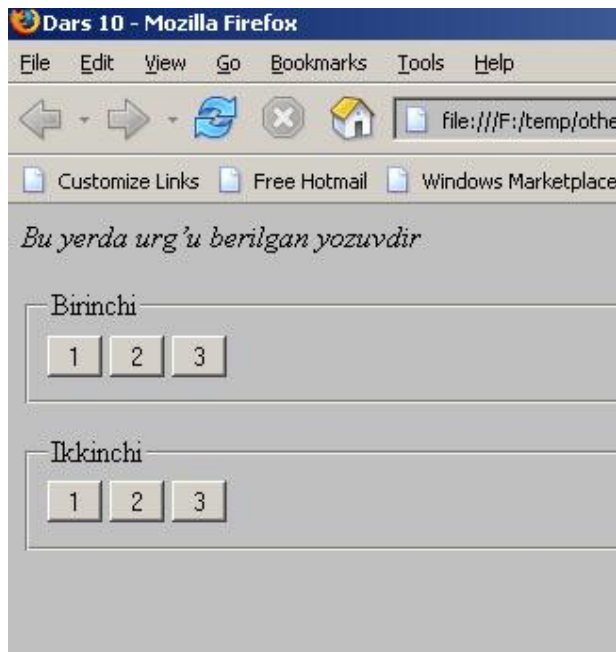 Dars 10 - Mozilla Firefox
File Edit View Go Bookmarks Tools Help
file:///F:/temp/othe
Customize Links Free Hotmail Windows Marketplace
Bu yerda urg’u berilgan yozuvdir
Birinchi
1 2 3
Ikkinchi
1 2 3